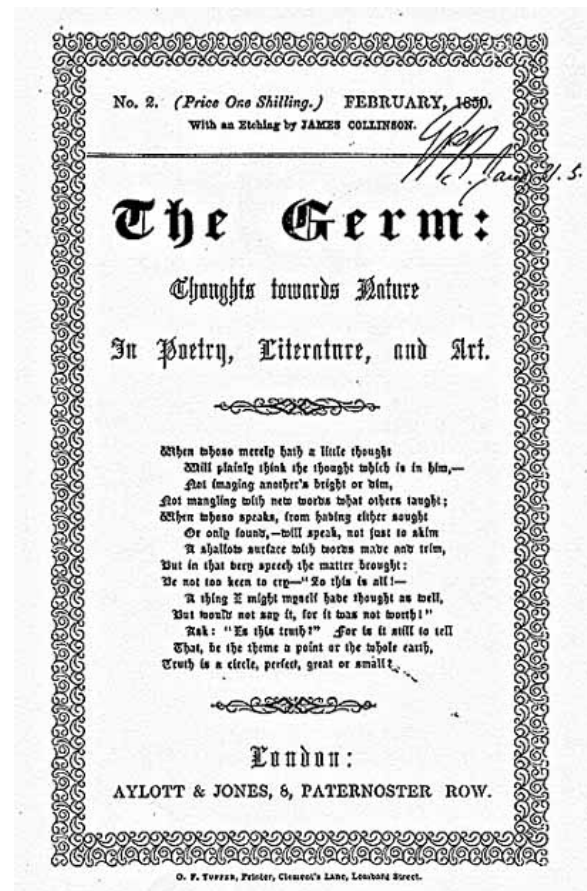 No. 2. (Price One Shilling.) FEBRUARY, 1850.
With an Etching by JAMES COLLINSON.
The Germ:
Thoughts towards Nature
In Poetry, Literature, and Art.
When whoso merely hath a little thought
Will plainly think the thought which is in him,—
Not imaging another's bright or dim,
Not mangling with new words what others taught;
When whoso speaks, from having either sought
Or only found,—will speak, not just to skim
A shallow surface with words made and trim,
But in that very speech the matter brought:
Be not too keen to cry—"So this is all!—
A thing I might myself have thought as well,
But would not say it, for it was not worth!"
Ask: "Is this truth?" For is it still to tell
That, be the theme a point or the whole earth,
Truth is a circle, perfect, great or small?
London:
AYLOTT & JONES, 8, PATERNOSTER ROW.
G. F. TUPPER, Printer, Clement's Lane, Lombard Street.